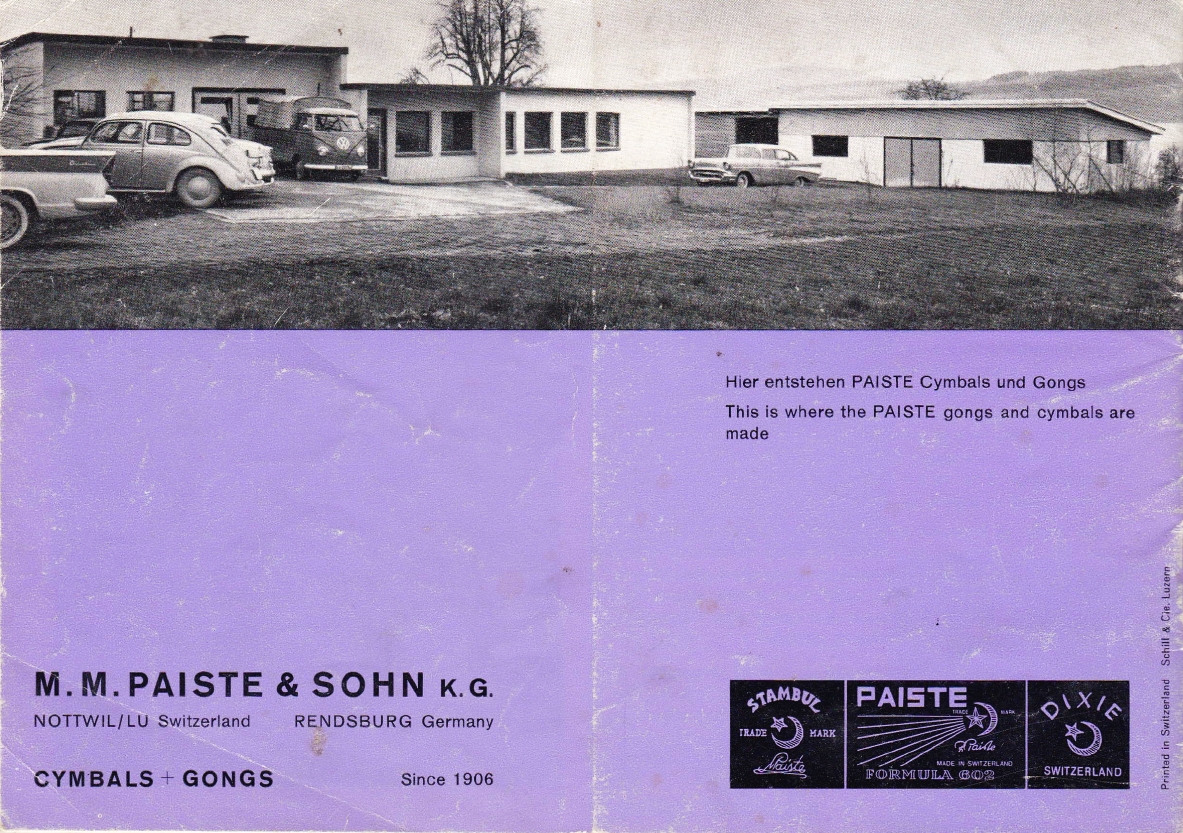 Hier entstehen PAISTE Cymbals und Gongs
This is where the PAISTE gongs and cymbals are
made
M.M. PAISTE & SOHN K.G.
NOTTWIL/LU Switzerland RENDSBURG Germany
CYMBALS + GONGS Since 1906
STAMBUL
TRADE MARK
Paiste
PAISTE
TRADE MARK
Paiste
MADE IN SWITZERLAND
FORMULA 602
DIXIE
SWITZERLAND
Printed in Switzerland Schill & Cie. Luzern